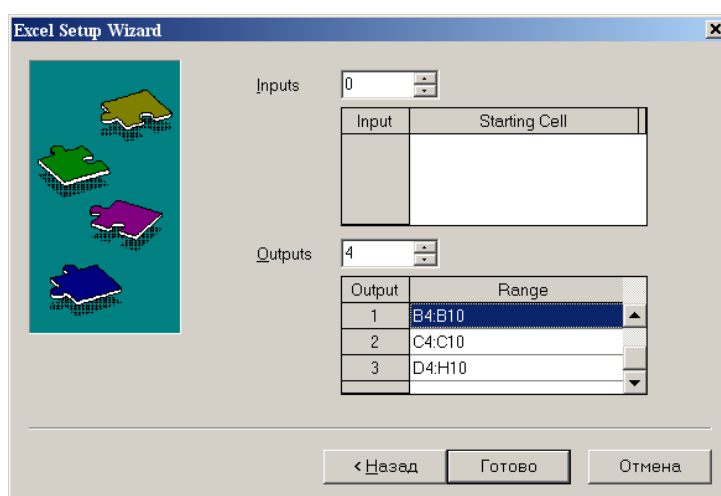 Excel Setup Wizard
Inputs 0
Input Starting Cell
Outputs 4
Output Range
1 B4:B10
2 C4:C10
3 D4:H10
< Назад Готово Отмена